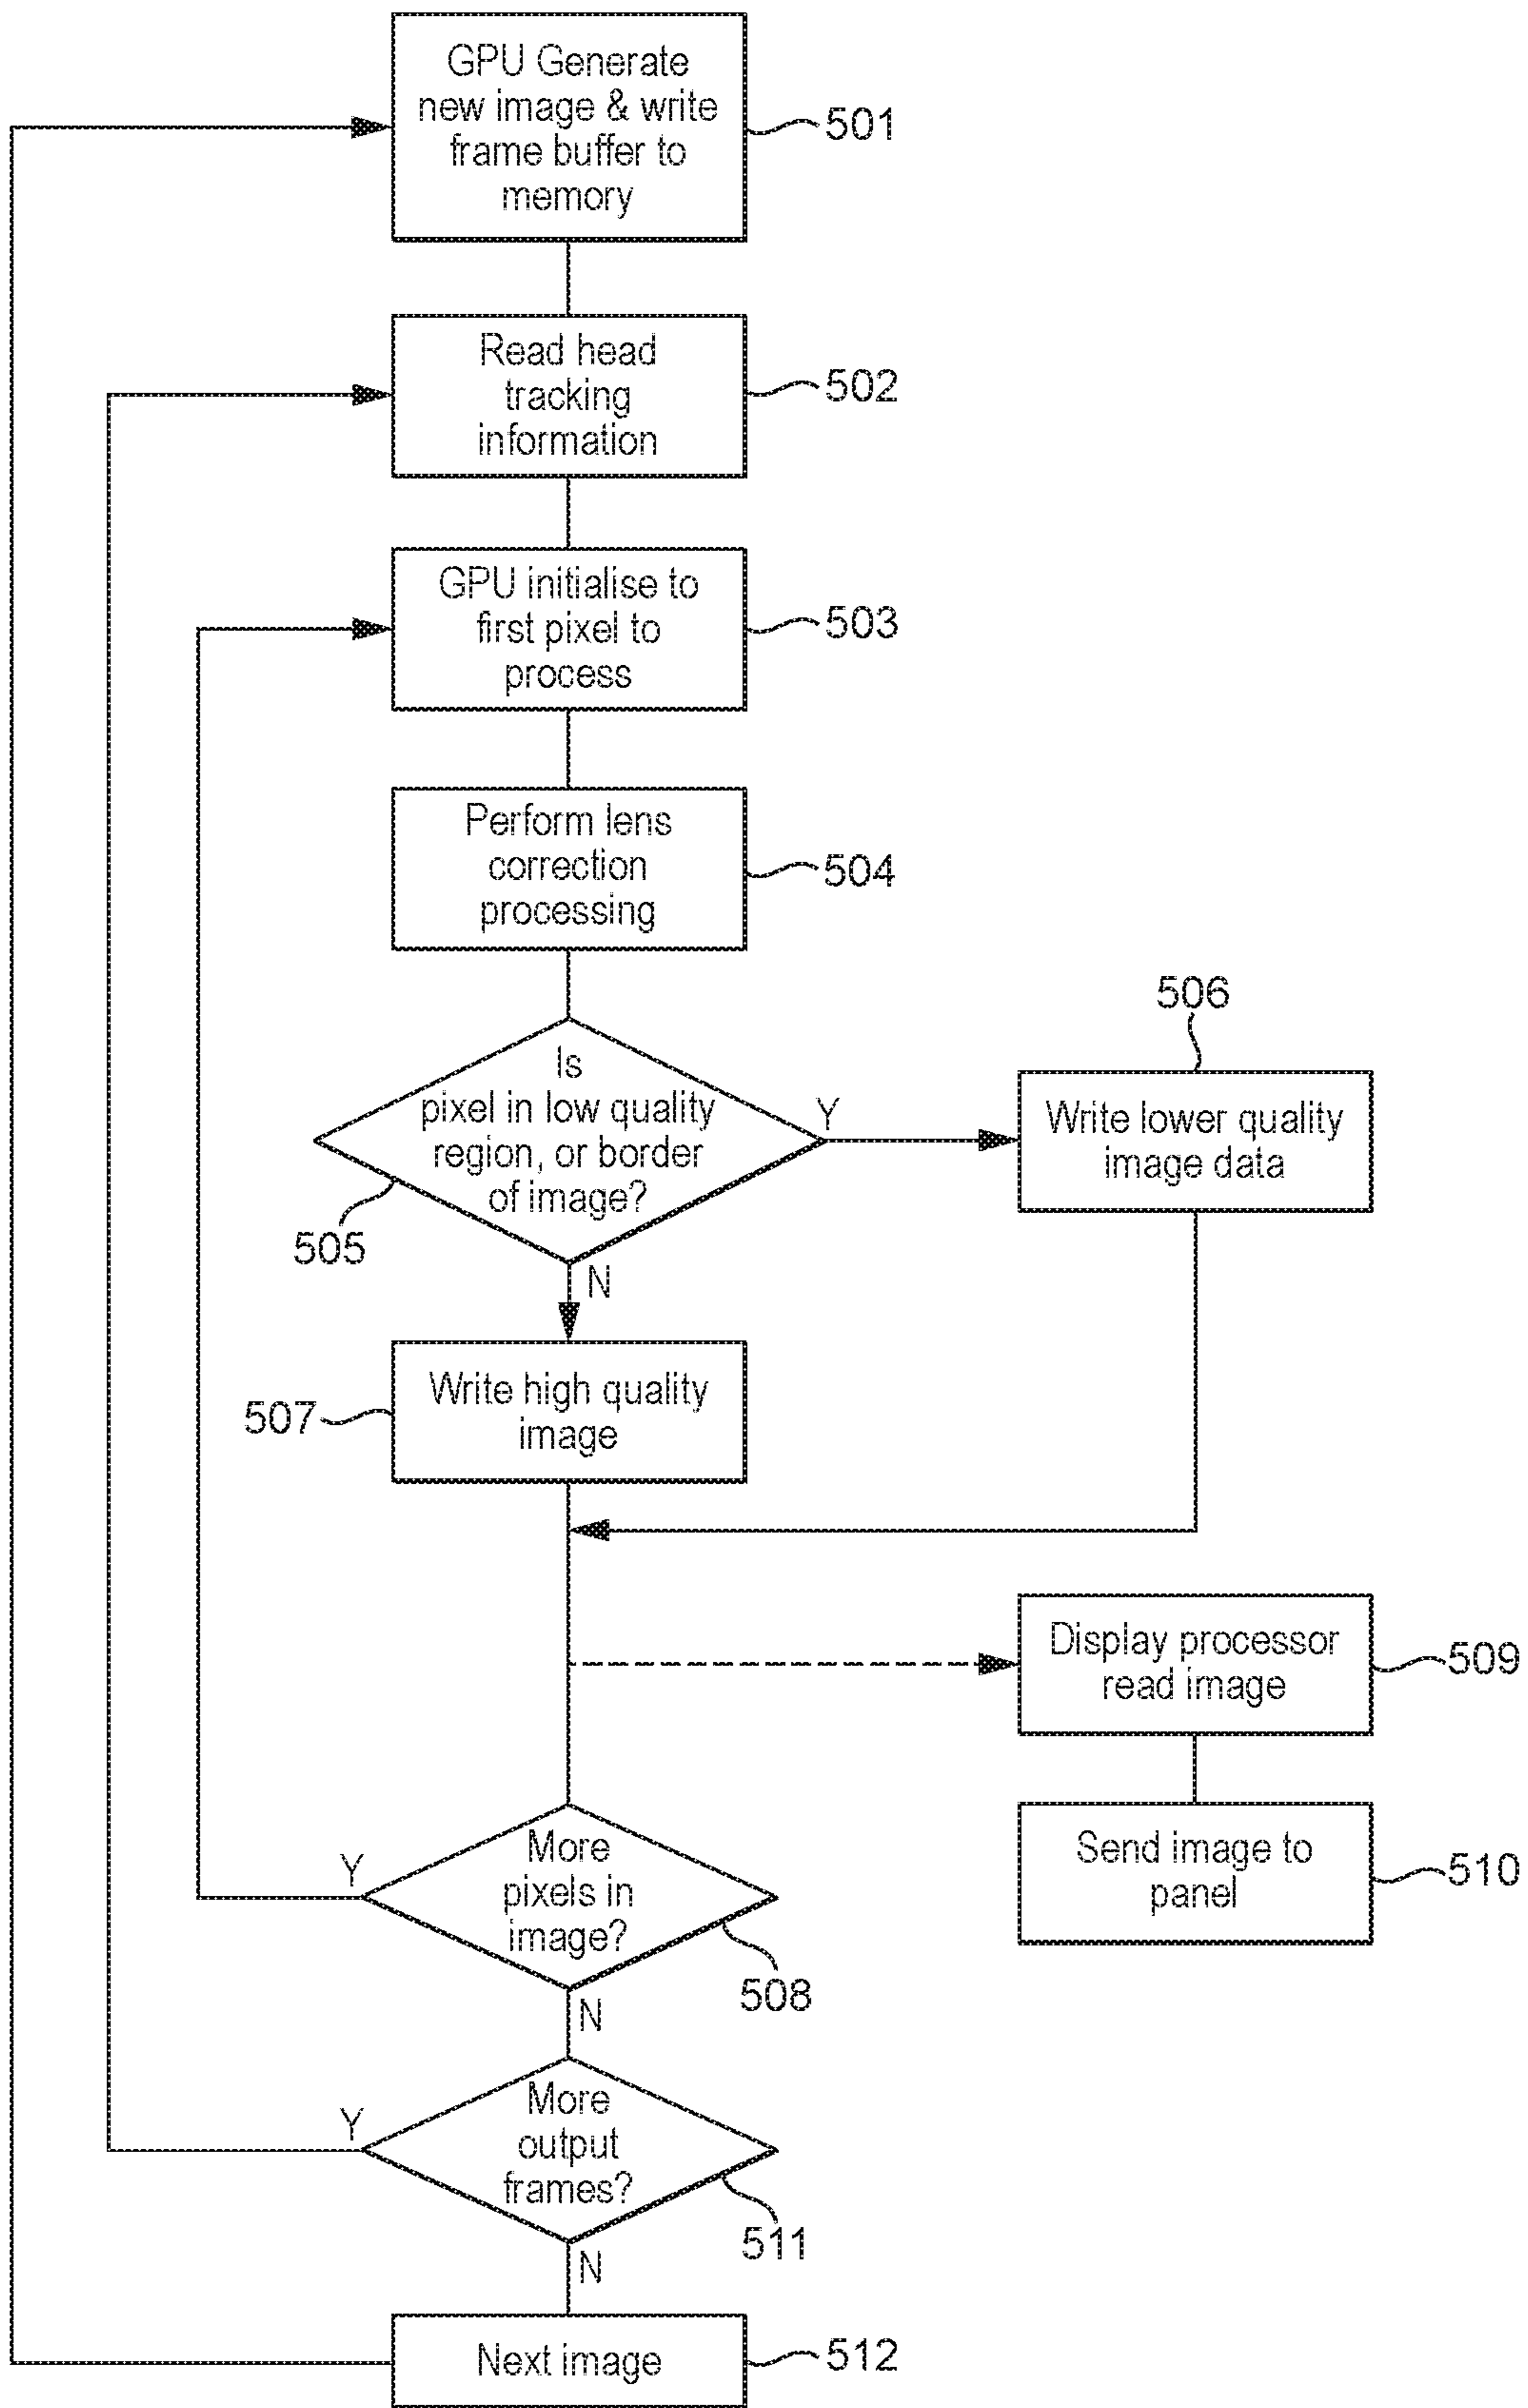 GPU Generate
new image & write
frame buffer to
memory
501
Read head
tracking
information
502
GPU initialise to
first pixel to
process
503
Perform lens
correction
processing
504
Is
pixel in low quality
region, or border
of image?
505
Y
N
506
Write lower quality
image data
Write high quality
image
507
Display processor
read image
509
Send image to
panel
510
More
pixels in
image?
Y
508
N
More
output
frames?
Y
511
N
Next image
512